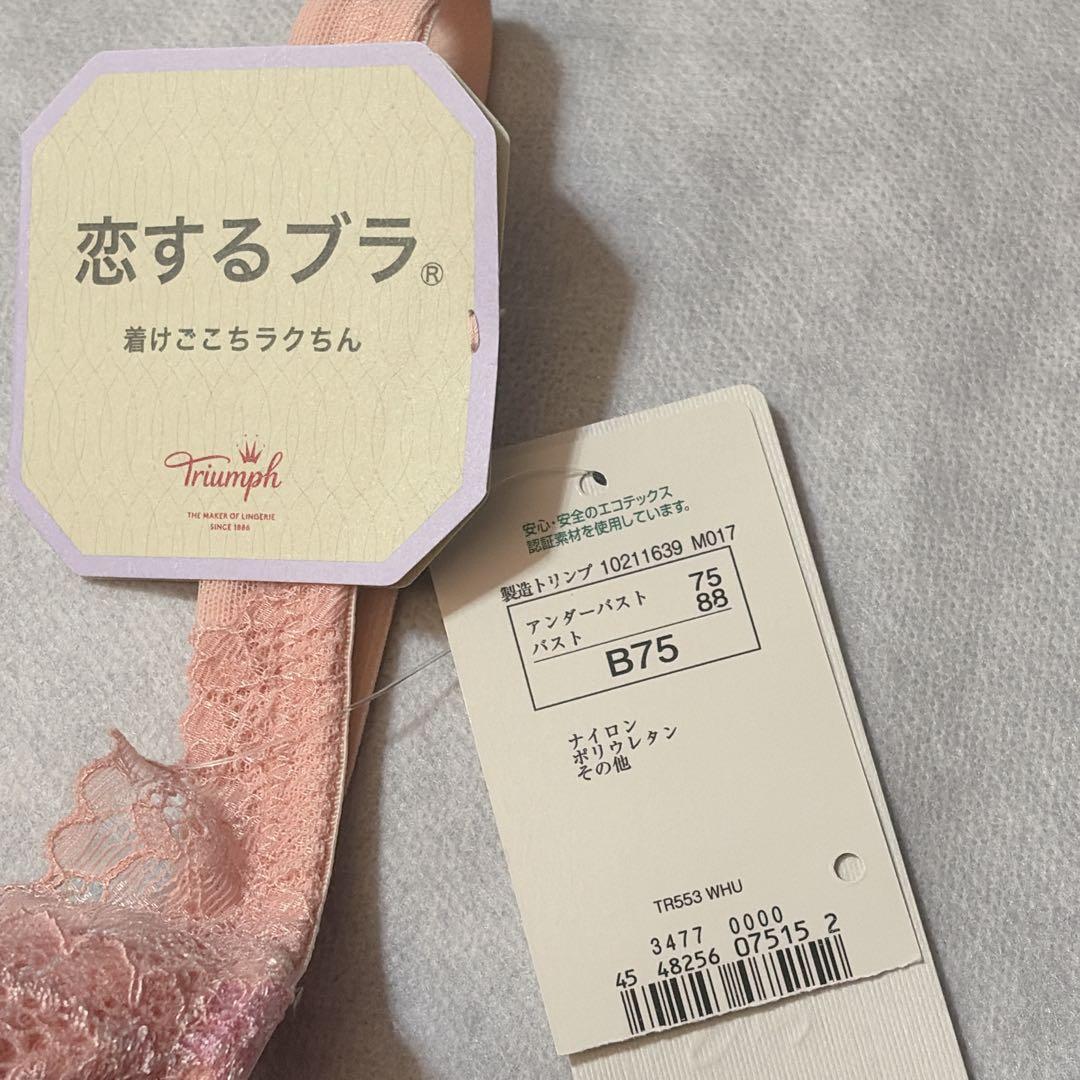 恋するブラ®
着けごこちラクちん
Triumph
THE MAKER OF LINGERIE
SINCE 1886
安心・安全のエコテックス
認証素材を使用しています。
製造トリンプ 10211639 M017
アンダーバスト 75
バスト 88
B75
ナイロン
ポリウレタン
その他
TR553 WHU
3477 0000
45 48256 07515 2